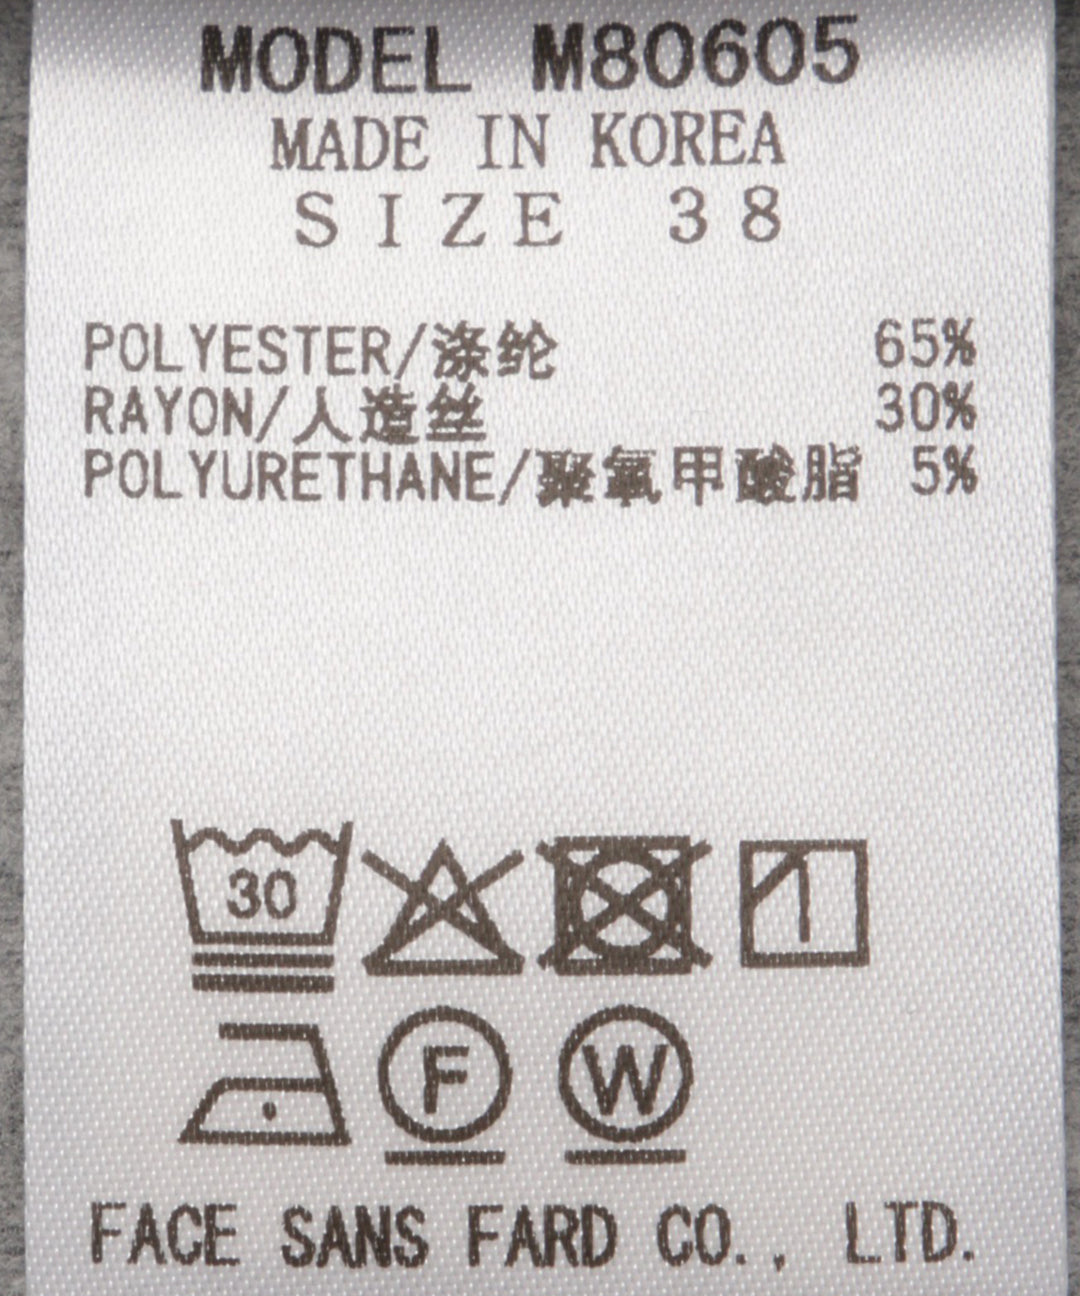 MODEL M80605
MADE IN KOREA
SIZE 38
POLYESTER/涤纶 65%
RAYON/人造丝 30%
POLYURETHANE/聚氨甲酸脂 5%
30
F W
FACE SANS FARD CO., LTD.